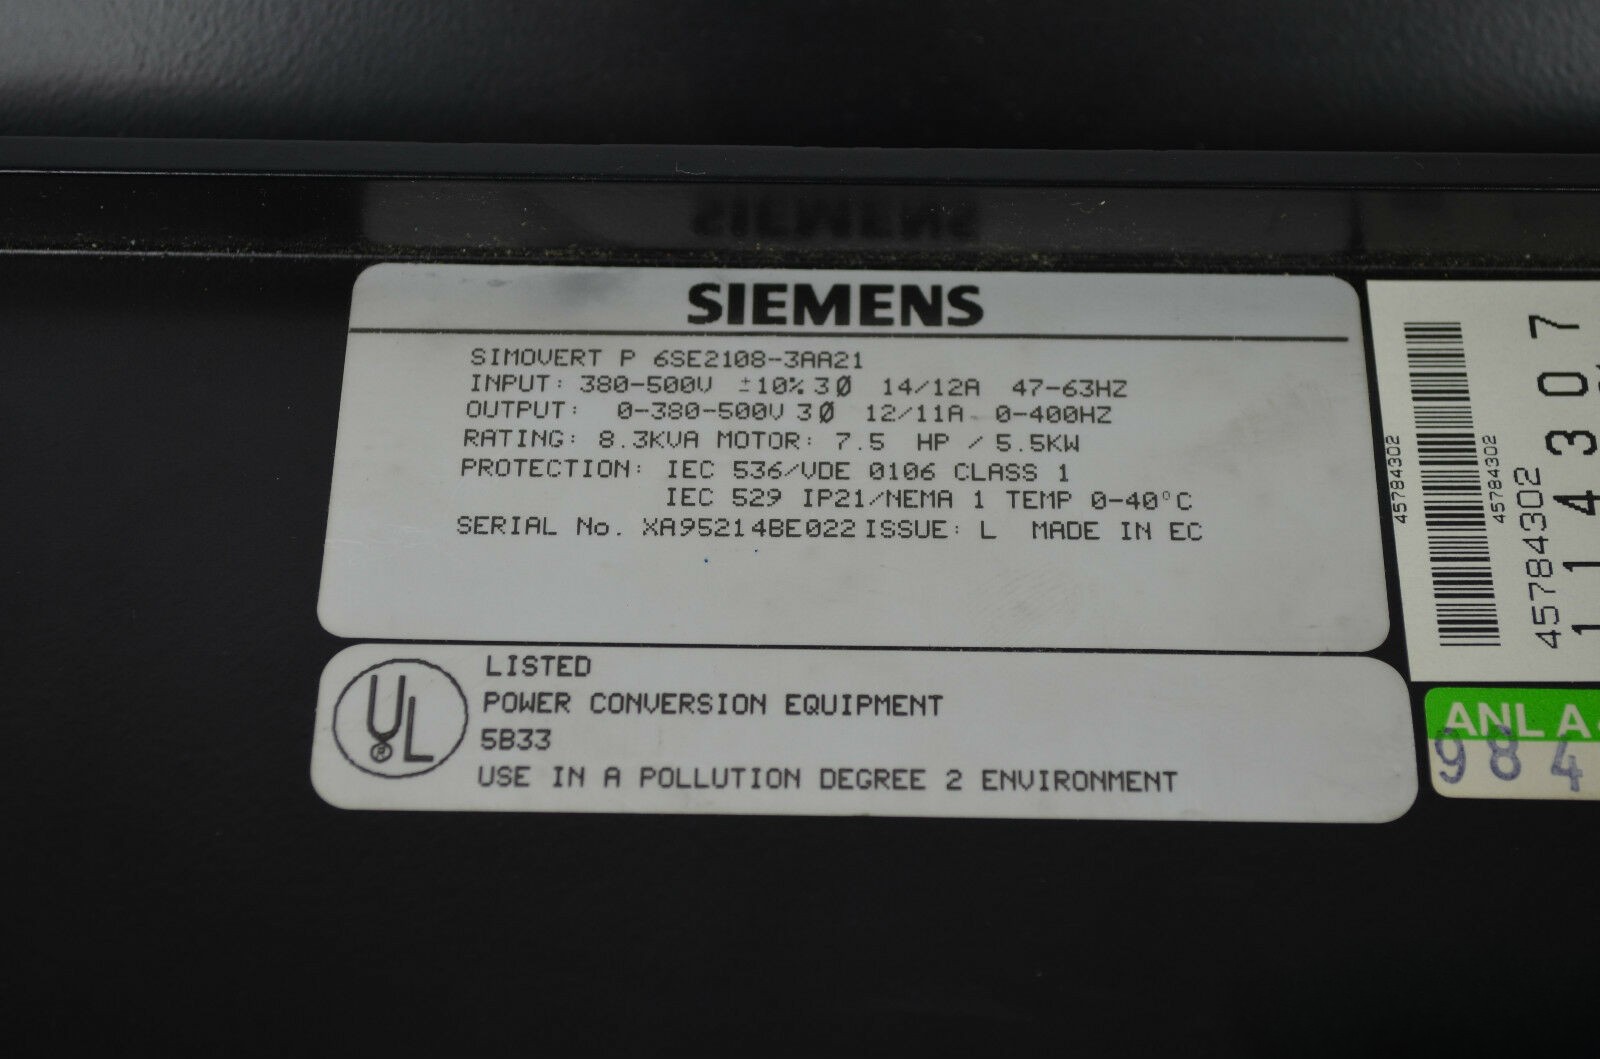 SIEMENS
SIMOVERT P 6SE2108-3AA21
INPUT: 380-500V ±10% 3Ø 14/12A 47-63HZ
OUTPUT: 0-380-500V 3Ø 12/11A 0-400HZ
RATING: 8.3KVA MOTOR: 7.5 HP / 5.5KW
PROTECTION: IEC 536/VDE 0106 CLASS 1
IEC 529 IP21/NEMA 1 TEMP 0-40°C
SERIAL No. XA95214BE022 ISSUE: L MADE IN EC
UL
®
LISTED
POWER CONVERSION EQUIPMENT
5B33
USE IN A POLLUTION DEGREE 2 ENVIRONMENT
45784302
45784302
45784302
114307
ANL A
984